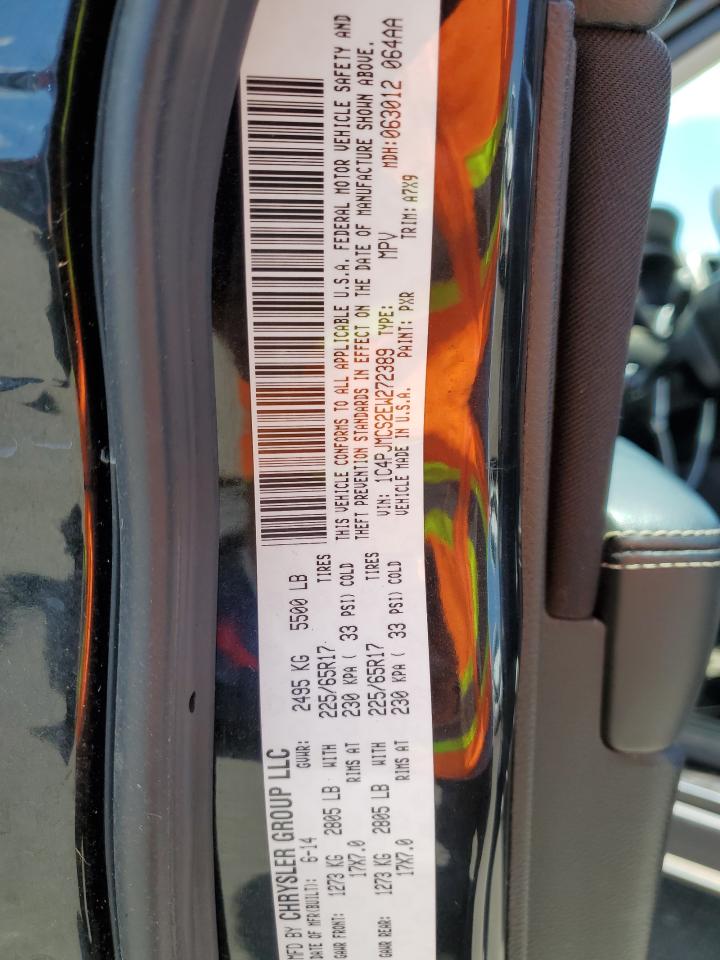 MFD BY CHRYSLER GROUP LLC
DATE OF MFR(BUILT): 6-14 GVWR: 2495 KG 5500 LB
GAWR FRONT: 1273 KG 2805 LB WITH 225/65R17 TIRES
17X7.0 RIMS AT 230 KPA ( 33 PSI) COLD
GAWR REAR: 1273 KG 2805 LB WITH 225/65R17 TIRES
17X7.0 RIMS AT 230 KPA ( 33 PSI) COLD
THIS VEHICLE CONFORMS TO ALL APPLICABLE U.S.A. FEDERAL MOTOR VEHICLE SAFETY AND
THEFT PREVENTION STANDARDS IN EFFECT ON THE DATE OF MANUFACTURE SHOWN ABOVE.
VIN: 1C4PJMCS2EW272389 TYPE: MPV MDH:063012 064AA
VEHICLE MADE IN U.S.A. PAINT: PXR TRIM: A7X9